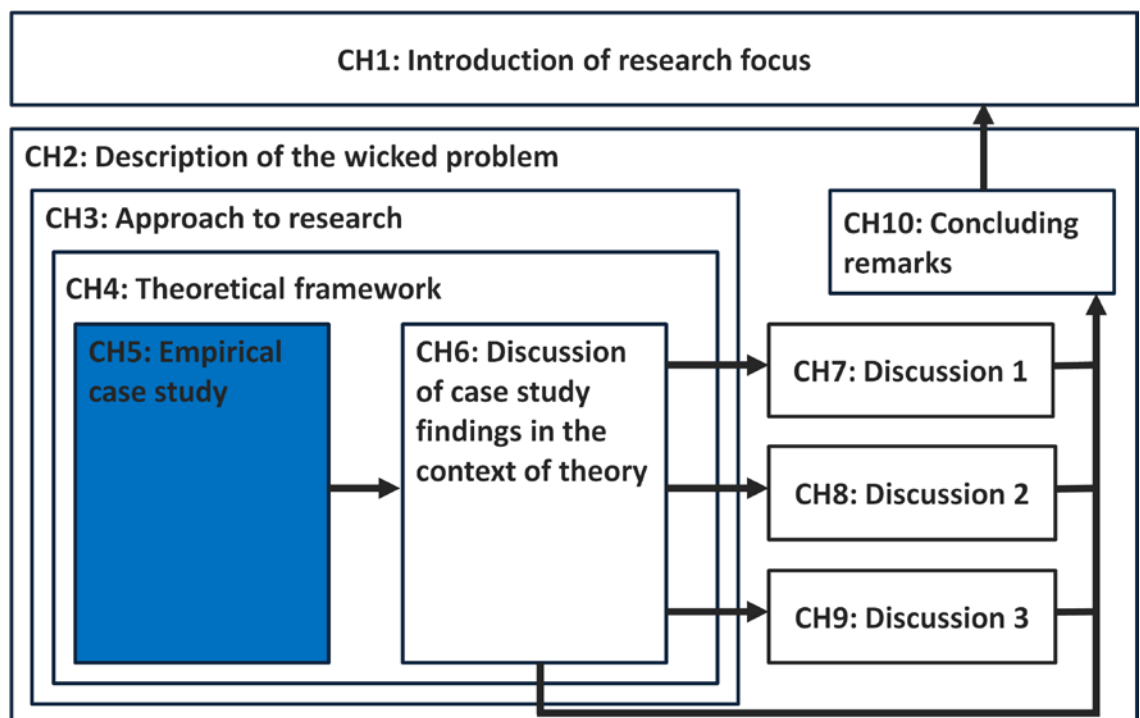 CH1: Introduction of research focus
CH2: Description of the wicked problem
CH3: Approach to research
CH10: Concluding
remarks
CH4: Theoretical framework
CH5: Empirical
case study
CH6: Discussion
of case study
findings in the
context of theory
CH7: Discussion 1
CH8: Discussion 2
CH9: Discussion 3